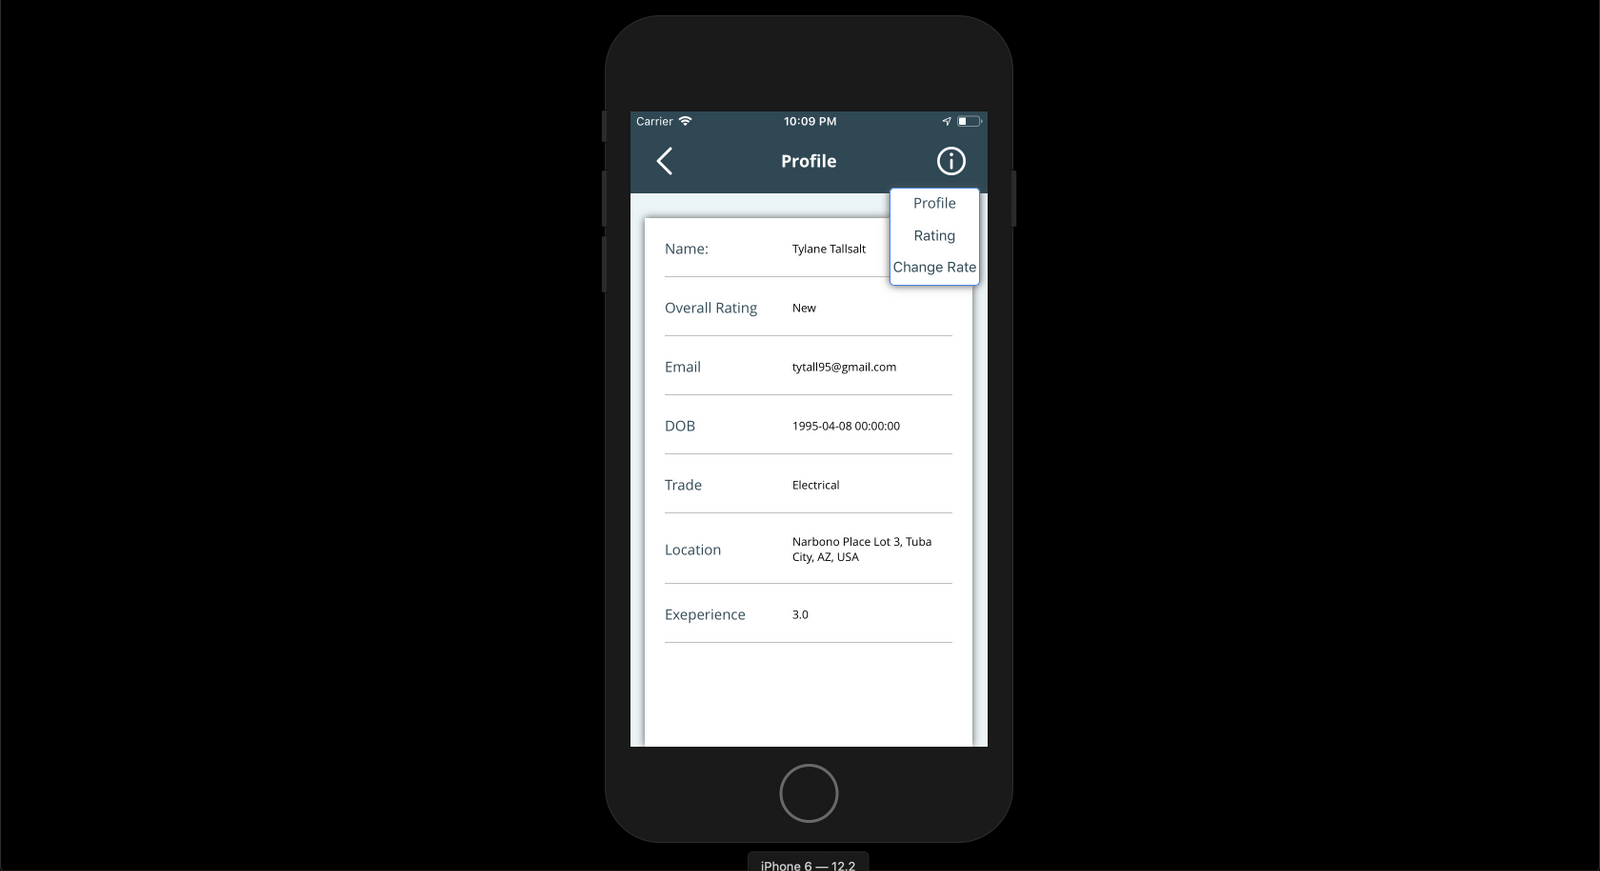 Carrier 10:09 PM
Profile
Profile
Rating
Change Rate
Name: Tylane Tallsalt
Overall Rating New
Email tytall95@gmail.com
DOB 1995-04-08 00:00:00
Trade Electrical
Location Narbono Place Lot 3, Tuba
City, AZ, USA
Exeperience 3.0
iPhone 6 — 12.2